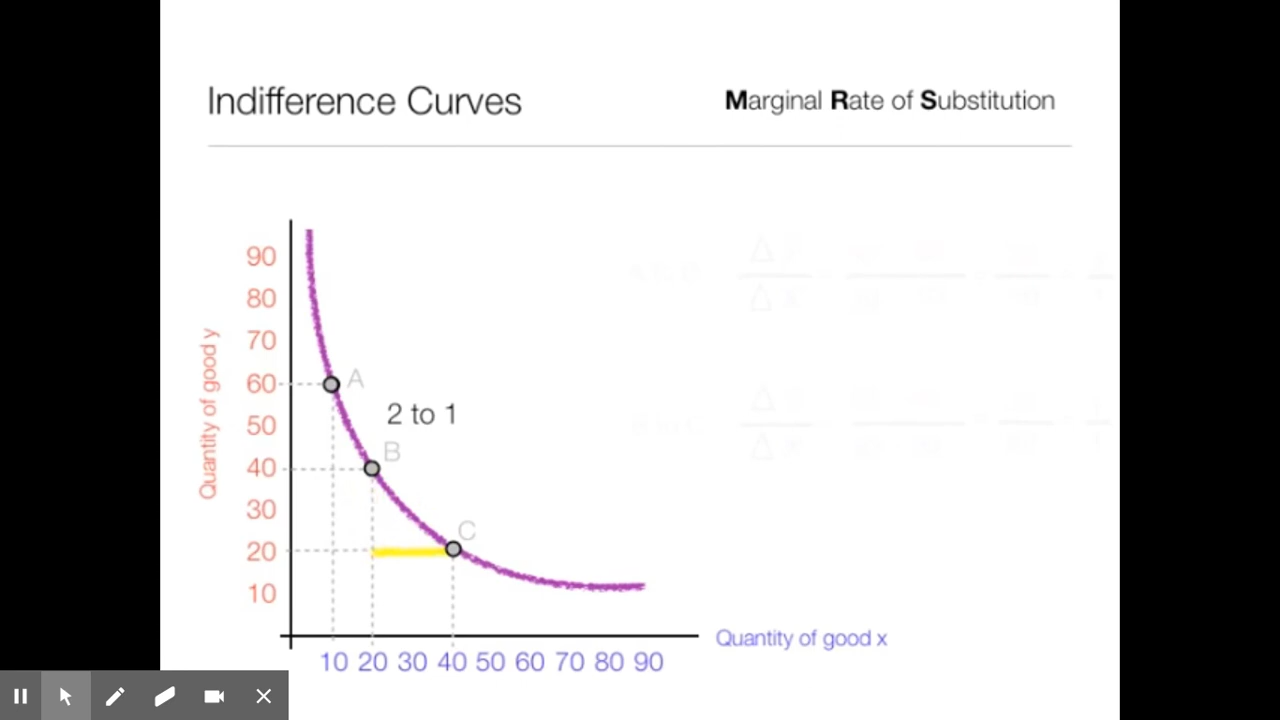 Indifference Curves
Marginal Rate of Substitution
90
80
70
60
50
40
30
20
10
Quantity of good y
A
2 to 1
B
C
Quantity of good x
10 20 30 40 50 60 70 80 90